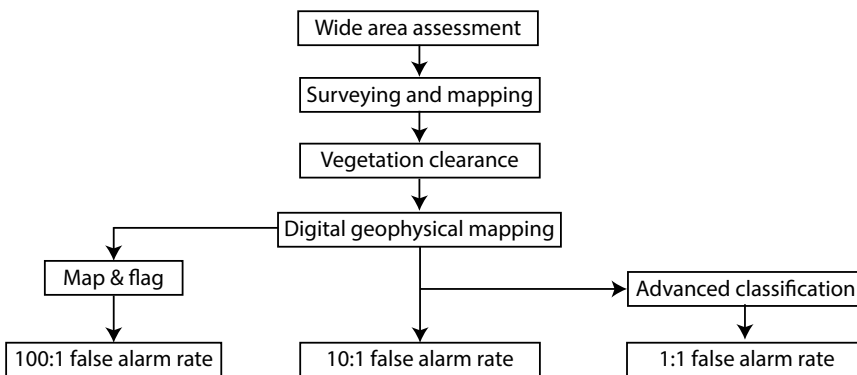 Wide area assessment
Surveying and mapping
Vegetation clearance
Digital geophysical mapping
Map & flag
Advanced classification
100:1 false alarm rate
10:1 false alarm rate
1:1 false alarm rate